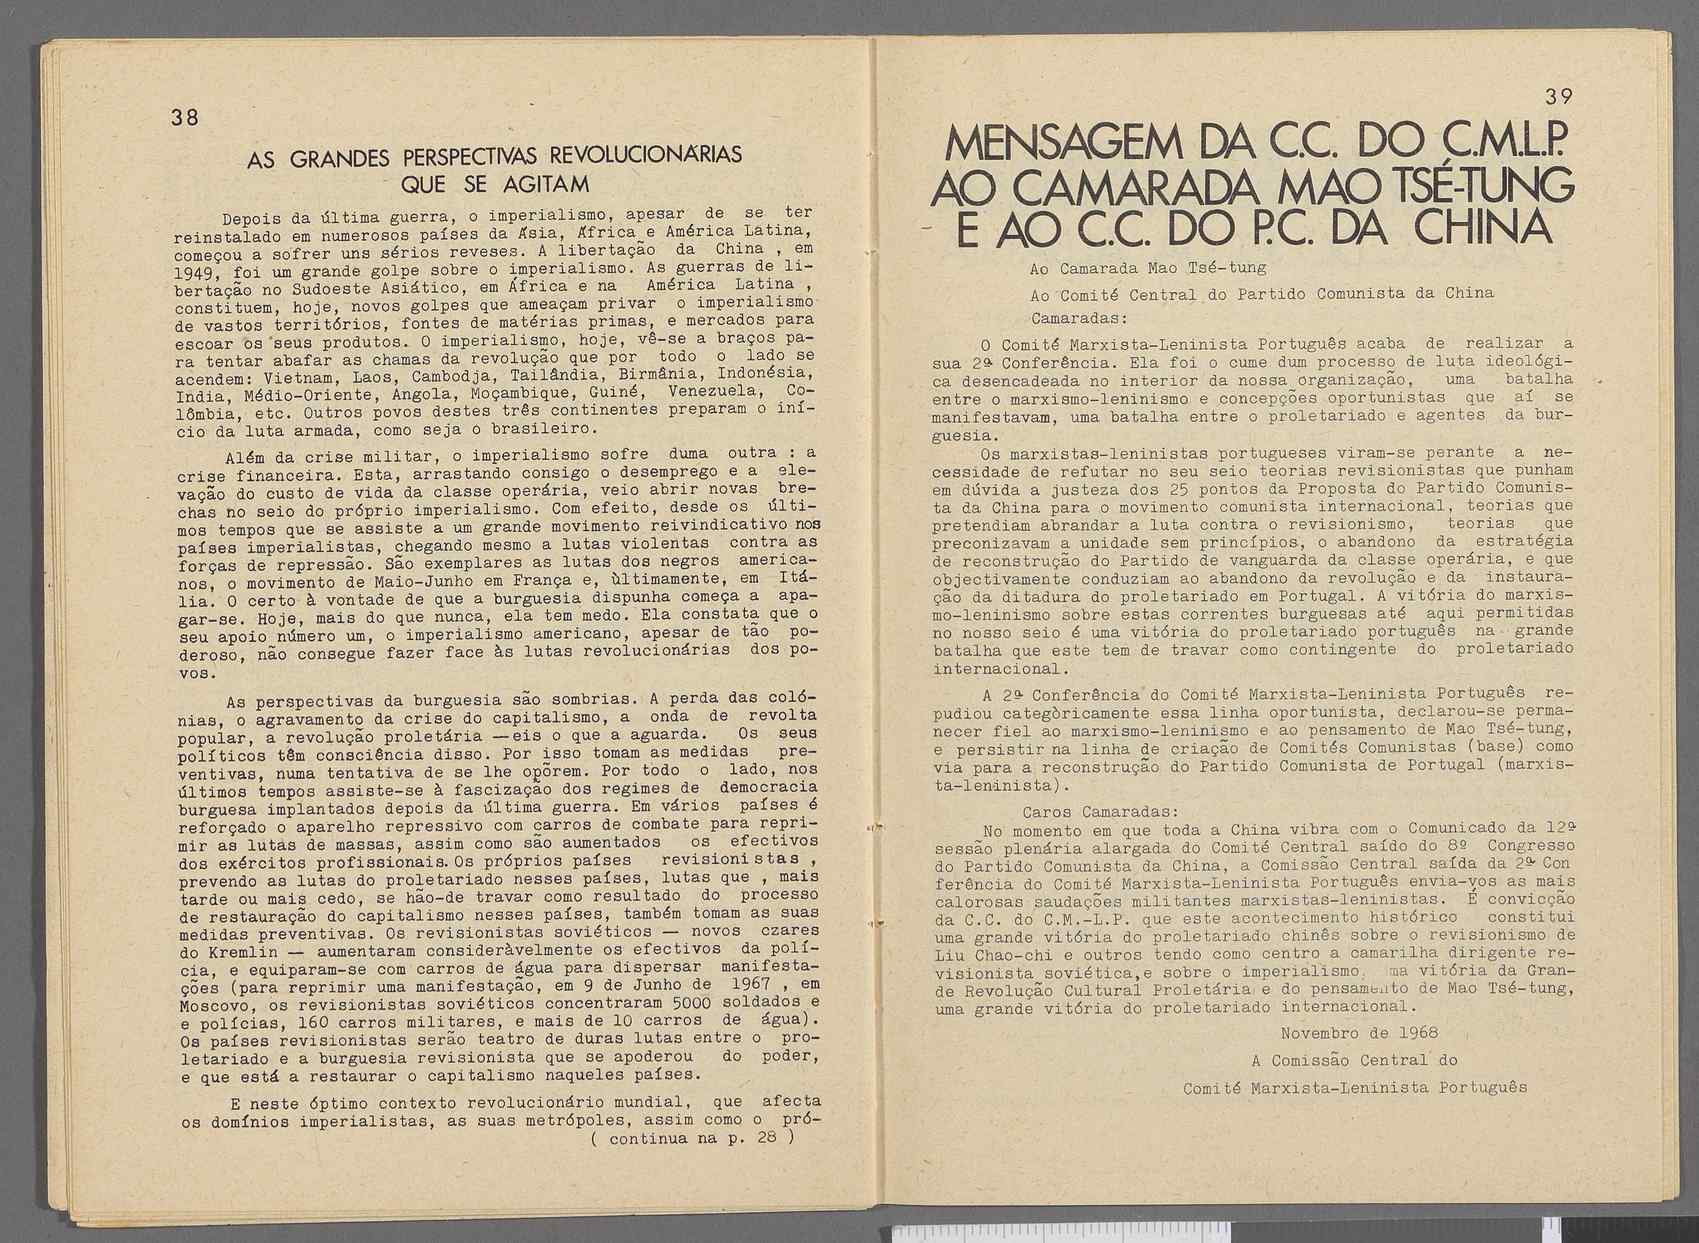 38
AS GRANDES PERSPECTIVAS REVOLUCIONÁRIAS
QUE SE AGITAM
Depois da última guerra, o imperialismo, apesar de se ter
reinstalado em numerosos países da Ásia, África e América Latina,
começou a sofrer uns sérios reveses. A libertação da China , em
1949, foi um grande golpe sobre o imperialismo. As guerras de li-
bertação no Sudoeste Asiático, em África e na América Latina ,
constituem, hoje, novos golpes que ameaçam privar o imperialismo
de vastos territórios, fontes de matérias primas, e mercados para
escoar os seus produtos. O imperialismo, hoje, vê-se a braços pa-
ra tentar abafar as chamas da revolução que por todo o lado se
acendem: Vietnam, Laos, Cambodja, Tailândia, Birmânia, Indonésia,
India, Médio-Oriente, Angola, Moçambique, Guiné, Venezuela, Co-
lômbia, etc. Outros povos destes três continentes preparam o iní-
cio da luta armada, como seja o brasileiro.
Além da crise militar, o imperialismo sofre duma outra : a
crise financeira. Esta, arrastando consigo o desemprego e a ele-
vação do custo de vida da classe operária, veio abrir novas bre-
chas no seio do próprio imperialismo. Com efeito, desde os últi-
mos tempos que se assiste a um grande movimento reivindicativo nos
países imperialistas, chegando mesmo a lutas violentas contra as
forças de repressão. São exemplares as lutas dos negros america-
nos, o movimento de Maio-Junho em França e, ùltimamente, em Itá-
lia. O certo à vontade de que a burguesia dispunha começa a apa-
gar-se. Hoje, mais do que nunca, ela tem medo. Ela constata que o
seu apoio número um, o imperialismo americano, apesar de tão po-
deroso, não consegue fazer face às lutas revolucionárias dos po-
vos.
As perspectivas da burguesia são sombrias. A perda das coló-
nias, o agravamento da crise do capitalismo, a onda de revolta
popular, a revolução proletária —eis o que a aguarda. Os seus
políticos têm consciência disso. Por isso tomam as medidas pre-
ventivas, numa tentativa de se lhe opôrem. Por todo o lado, nos
últimos tempos assiste-se à fascização dos regimes de democracia
burguesa implantados depois da última guerra. Em vários países é
reforçado o aparelho repressivo com carros de combate para repri-
mir as lutas de massas, assim como são aumentados os efectivos
dos exércitos profissionais. Os próprios países revisionistas ,
prevendo as lutas do proletariado nesses países, lutas que , mais
tarde ou mais cedo, se hão-de travar como resultado do processo
de restauração do capitalismo nesses países, também tomam as suas
medidas preventivas. Os revisionistas soviéticos — novos czares
do Kremlin — aumentaram consideràvelmente os efectivos da polí-
cia, e equiparam-se com carros de água para dispersar manifesta-
ções (para reprimir uma manifestação, em 9 de Junho de 1967 , em
Moscovo, os revisionistas soviéticos concentraram 5000 soldados e
e polícias, 160 carros militares, e mais de 10 carros de água).
Os países revisionistas serão teatro de duras lutas entre o pro-
letariado e a burguesia revisionista que se apoderou do poder,
e que está a restaurar o capitalismo naqueles países.
E neste óptimo contexto revolucionário mundial, que afecta
os domínios imperialistas, as suas metrópoles, assim como o pró-
( continua na p. 28 )
39
MENSAGEM DA C.C. DO C.M.L.P.
AO CAMARADA MAO TSÉ-TUNG
E AO C.C. DO P.C. DA CHINA
Ao Camarada Mao Tsé-tung
Ao Comité Central do Partido Comunista da China
Camaradas:
O Comité Marxista-Leninista Português acaba de realizar a
sua 2ª Conferência. Ela foi o cume dum processo de luta ideológi-
ca desencadeada no interior da nossa organização, uma batalha
entre o marxismo-leninismo e concepções oportunistas que aí se
manifestavam, uma batalha entre o proletariado e agentes da bur-
guesia.
Os marxistas-leninistas portugueses viram-se perante a ne-
cessidade de refutar no seu seio teorias revisionistas que punham
em dúvida a justeza dos 25 pontos da Proposta do Partido Comunis-
ta da China para o movimento comunista internacional, teorias que
pretendiam abrandar a luta contra o revisionismo, teorias que
preconizavam a unidade sem princípios, o abandono da estratégia
de reconstrução do Partido de vanguarda da classe operária, e que
objectivamente conduziam ao abandono da revolução e da instaura-
ção da ditadura do proletariado em Portugal. A vitória do marxis-
mo-leninismo sobre estas correntes burguesas até aqui permitidas
no nosso seio é uma vitória do proletariado português na grande
batalha que este tem de travar como contingente do proletariado
internacional.
A 2ª Conferência do Comité Marxista-Leninista Português re-
pudiou categòricamente essa linha oportunista, declarou-se perma-
necer fiel ao marxismo-leninismo e ao pensamento de Mao Tsé-tung,
e persistir na linha de criação de Comités Comunistas (base) como
via para a reconstrução do Partido Comunista de Portugal (marxis-
ta-leninista).
Caros Camaradas:
No momento em que toda a China vibra com o Comunicado da 12ª
sessão plenária alargada do Comité Central saído do 8º Congresso
do Partido Comunista da China, a Comissão Central saída da 2ª Con
ferência do Comité Marxista-Leninista Português envia-vos as mais
calorosas saudações militantes marxistas-leninistas. É convicção
da C.C. do C.M.-L.P. que este acontecimento histórico constitui
uma grande vitória do proletariado chinês sobre o revisionismo de
Liu Chao-chi e outros tendo como centro a camarilha dirigente re-
visionista soviética,e sobre o imperialismo, ma vitória da Gran-
de Revolução Cultural Proletária e do pensamento de Mao Tsé-tung,
uma grande vitória do proletariado internacional.
Novembro de 1968
A Comissão Central do
Comité Marxista-Leninista Português